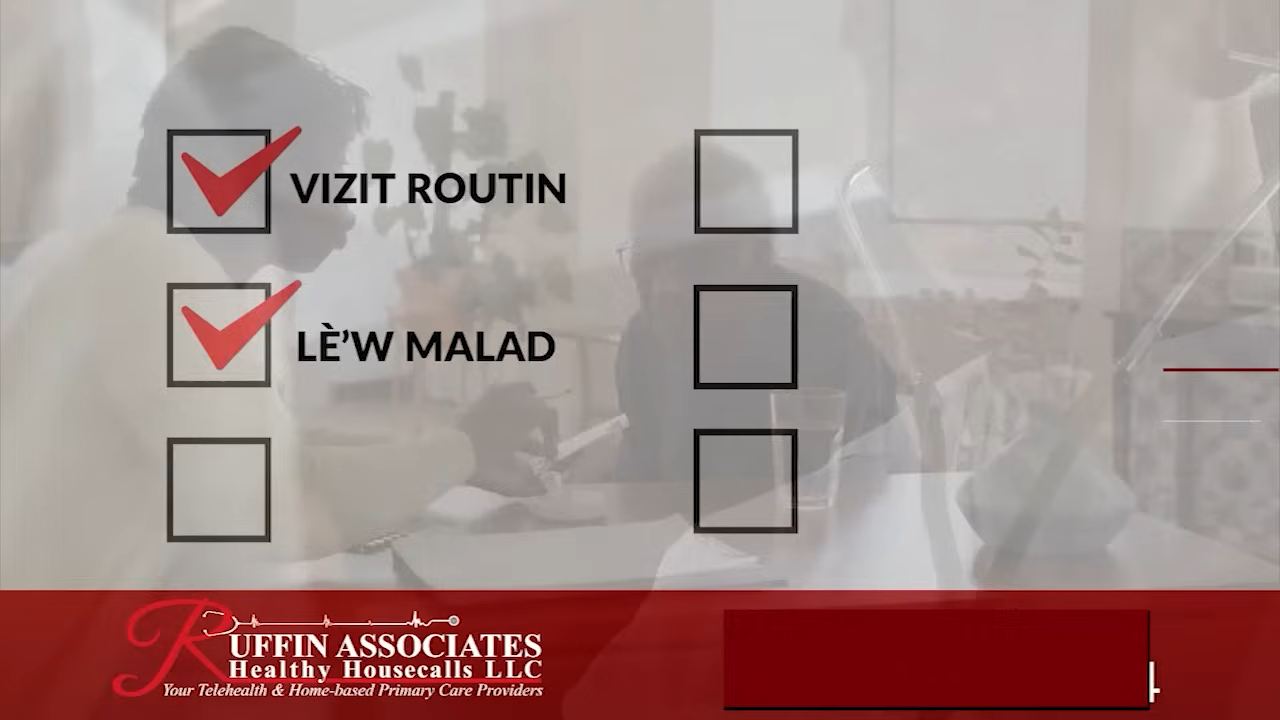 VIZIT ROUTIN
LÈ'W MALAD
RUFFIN ASSOCIATES
Healthy Housecalls LLC
Your Telehealth & Home-based Primary Care Providers